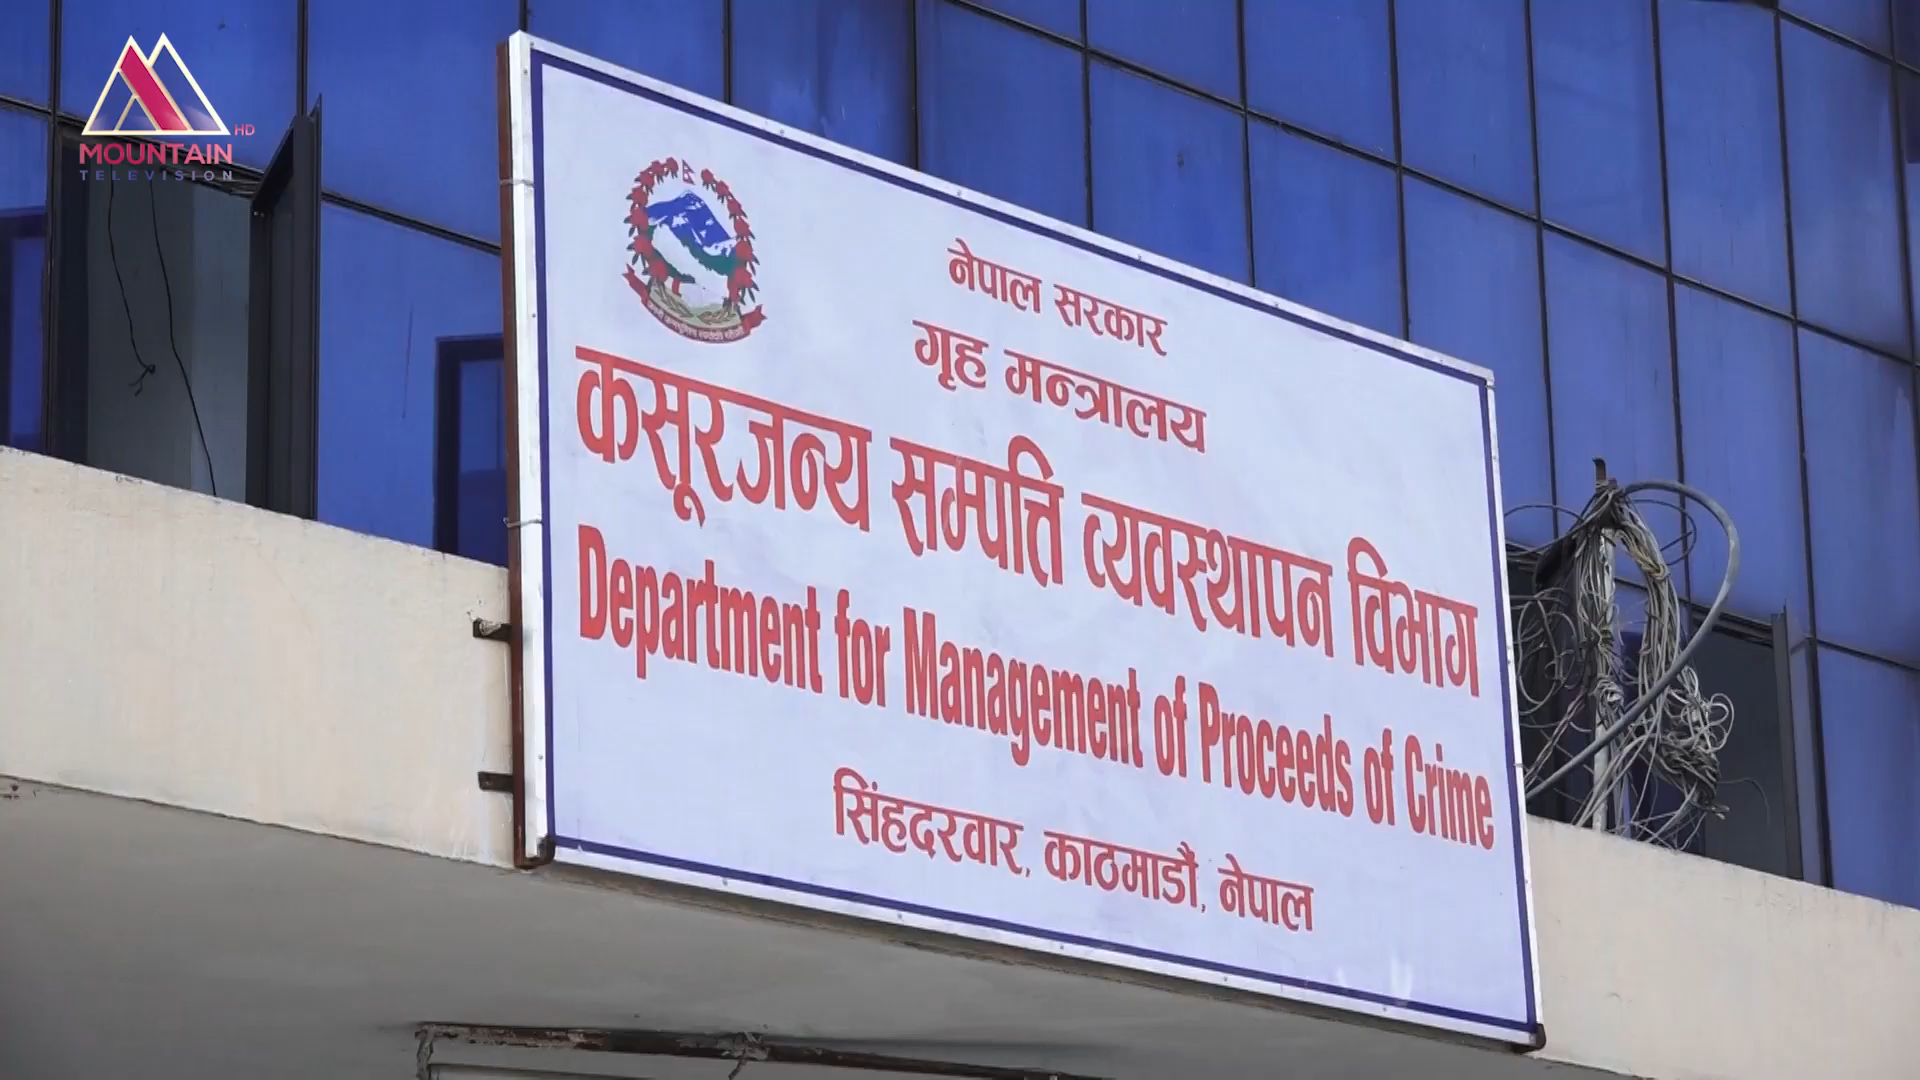 HD
MOUNTAIN
TELEVISION
नेपाल सरकार
गृह मन्त्रालय
कसूरजन्य सम्पत्ति व्यवस्थापन विभाग
Department for Management of Proceeds of Crime
सिंहदरवार, काठमाडौं, नेपाल